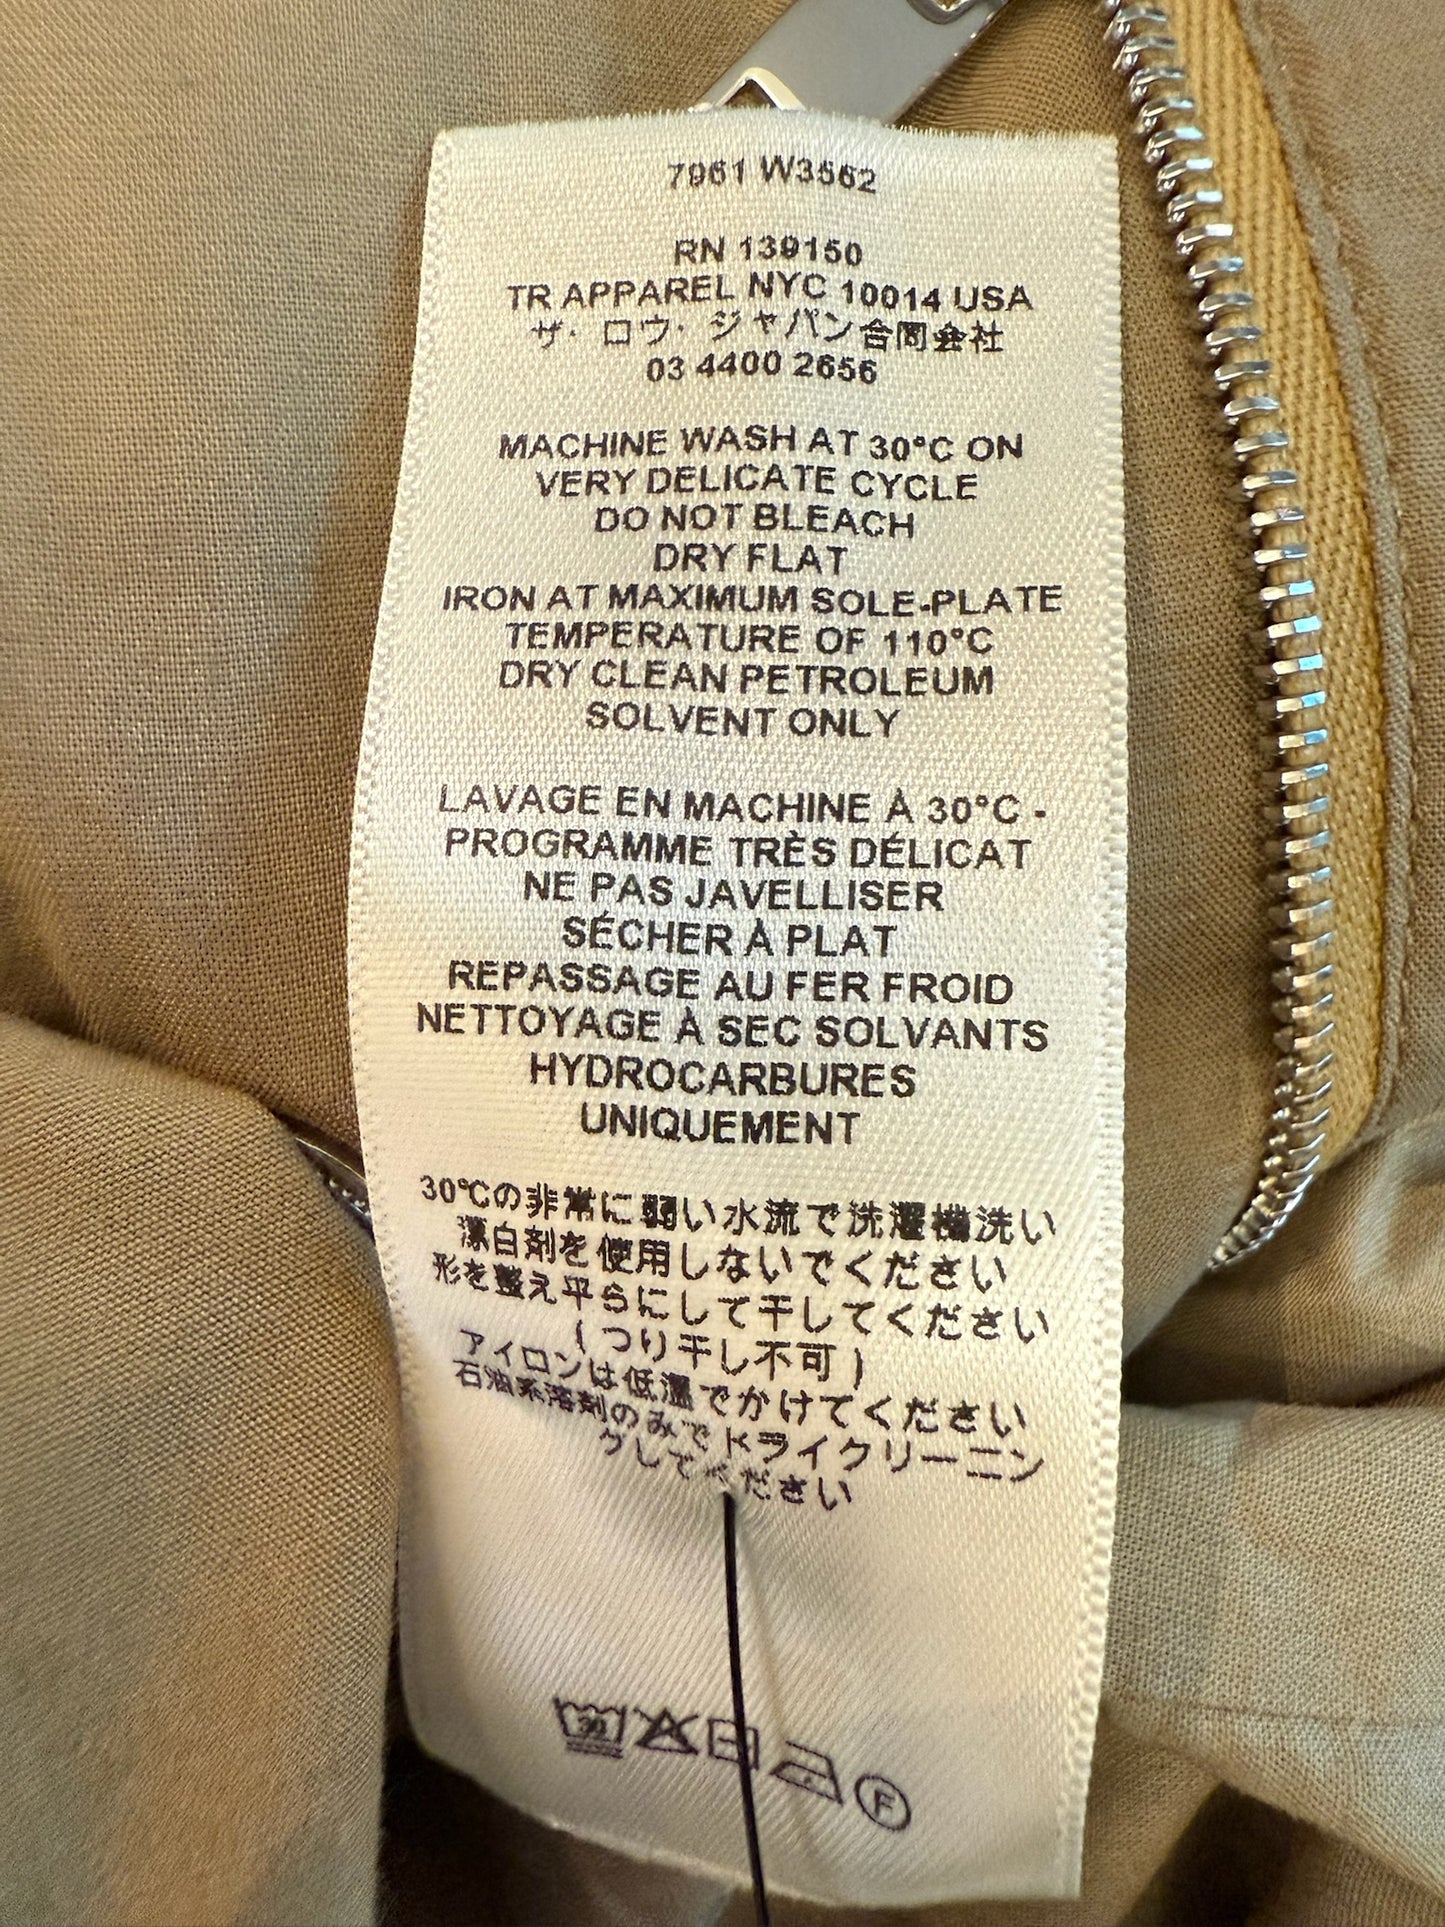 7961 W3562
RN 139150
TR APPAREL NYC 10014 USA
ザ・ロウ・ジャパン合同会社
03 4400 2656
MACHINE WASH AT 30°C ON
VERY DELICATE CYCLE
DO NOT BLEACH
DRY FLAT
IRON AT MAXIMUM SOLE-PLATE
TEMPERATURE OF 110°C
DRY CLEAN PETROLEUM
SOLVENT ONLY
LAVAGE EN MACHINE À 30°C -
PROGRAMME TRÈS DÉLICAT
NE PAS JAVELLISER
SÉCHER À PLAT
REPASSAGE AU FER FROID
NETTOYAGE À SEC SOLVANTS
HYDROCARBURES
UNIQUEMENT
30℃の非常に弱い水流で洗濯機洗い
漂白剤を使用しないでください
形を整え平らにして干してください
(つり干し不可)
アイロンは低温でかけてください
石油系溶剤のみでドライクリーニン
グしてください
30
F